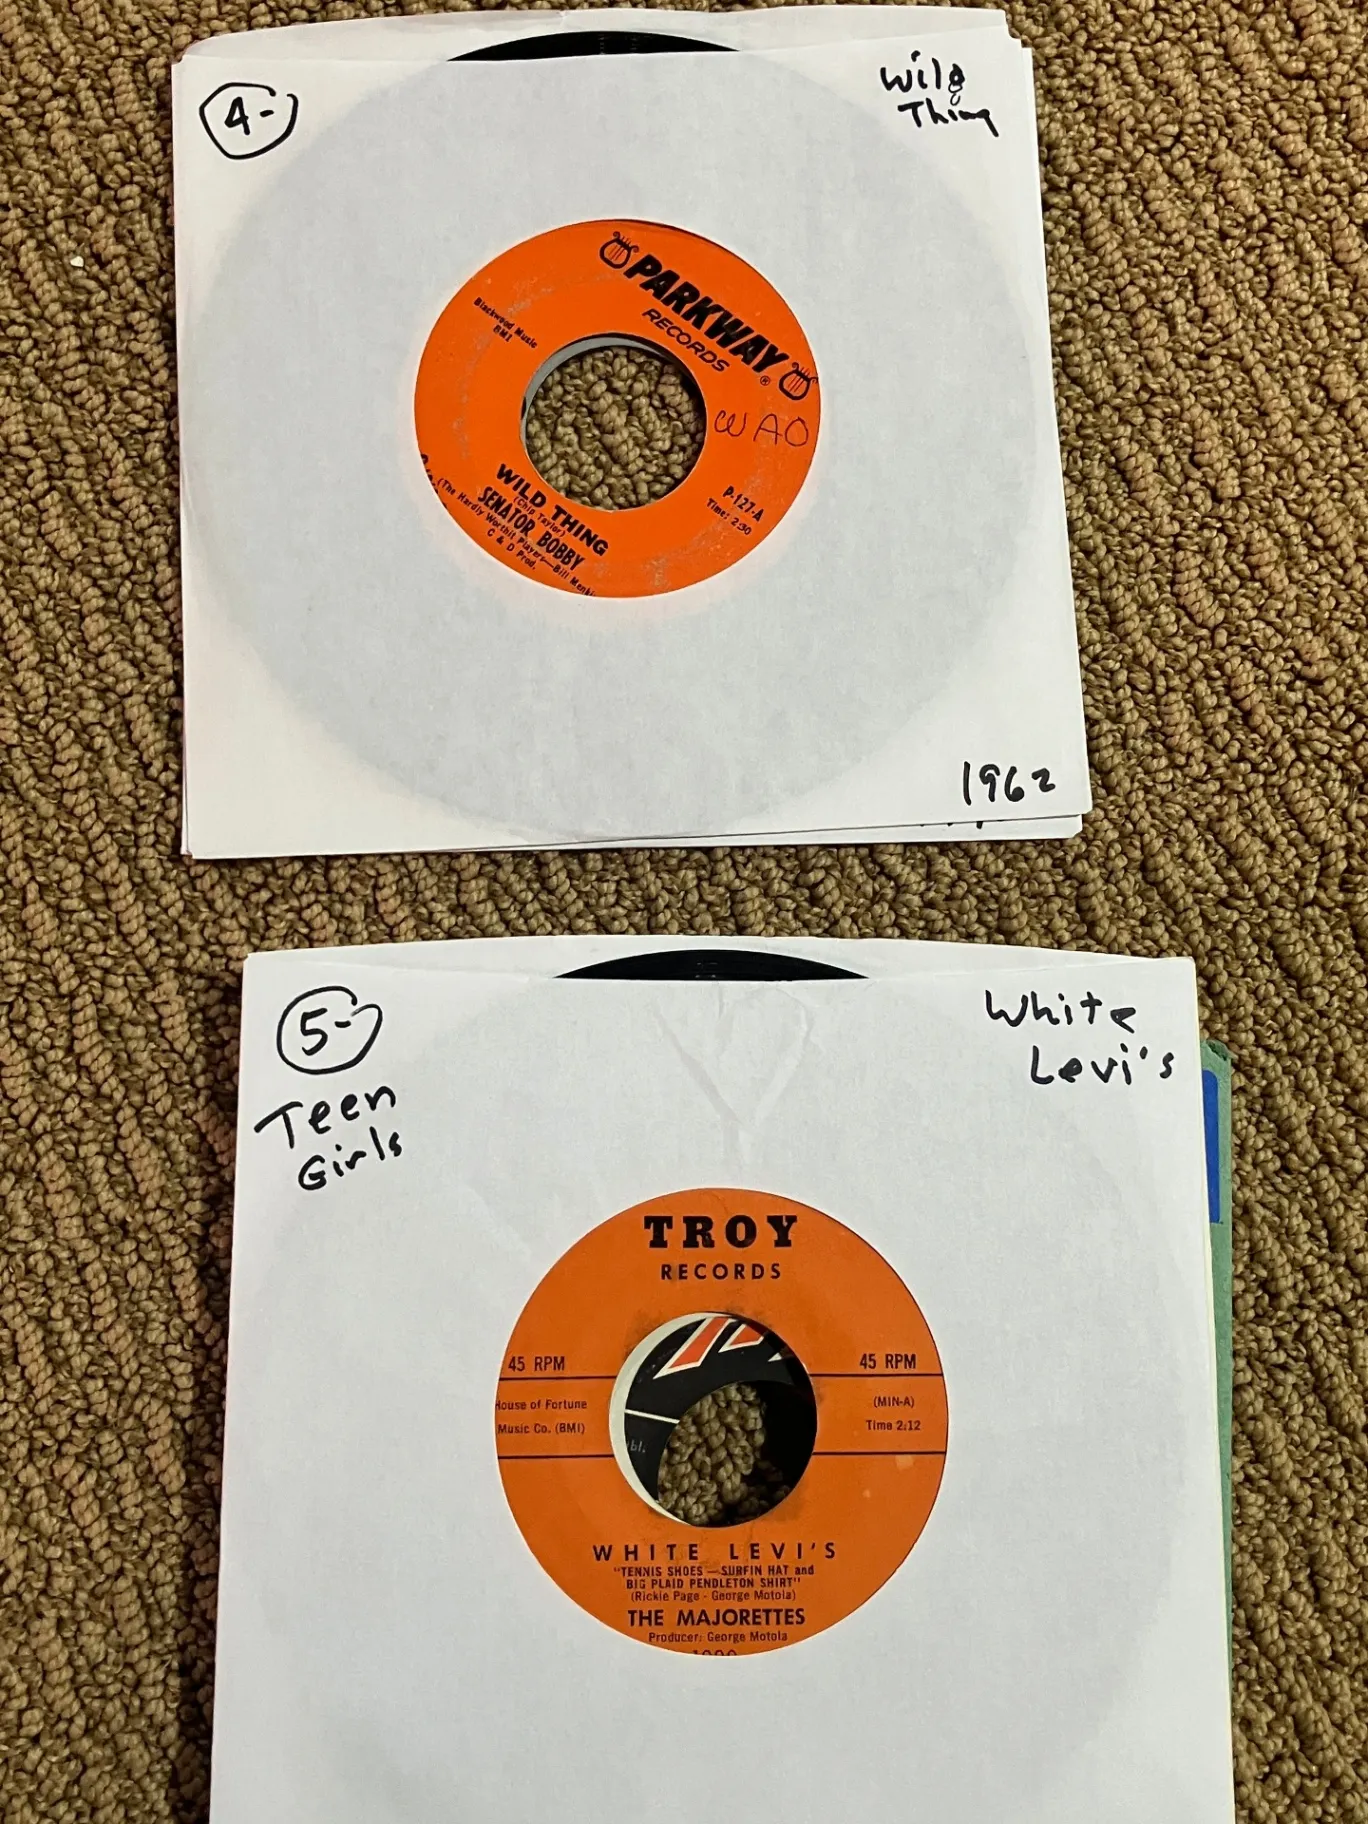 4-
Wild
Thing
PARKWAY
RECORDS
®
Blackwood Music
BMI
WAO
P-127-A
Time: 2:30
WILD THING
(Chip Taylor)
SENATOR BOBBY
(The Hardly Worthit Players—Bill
C & D Prod.
1962
5-
Teen
Girls
White
Levi's
TROY
RECORDS
45 RPM
45 RPM
House of Fortune
Music Co. (BMI)
(MIN-A)
Time 2:12
WHITE LEVI'S
"TENNIS SHOES — SURFIN HAT and
BIG PLAID PENDLETON SHIRT"
(Rickie Page - George Motola)
THE MAJORETTES
Producer: George Motola